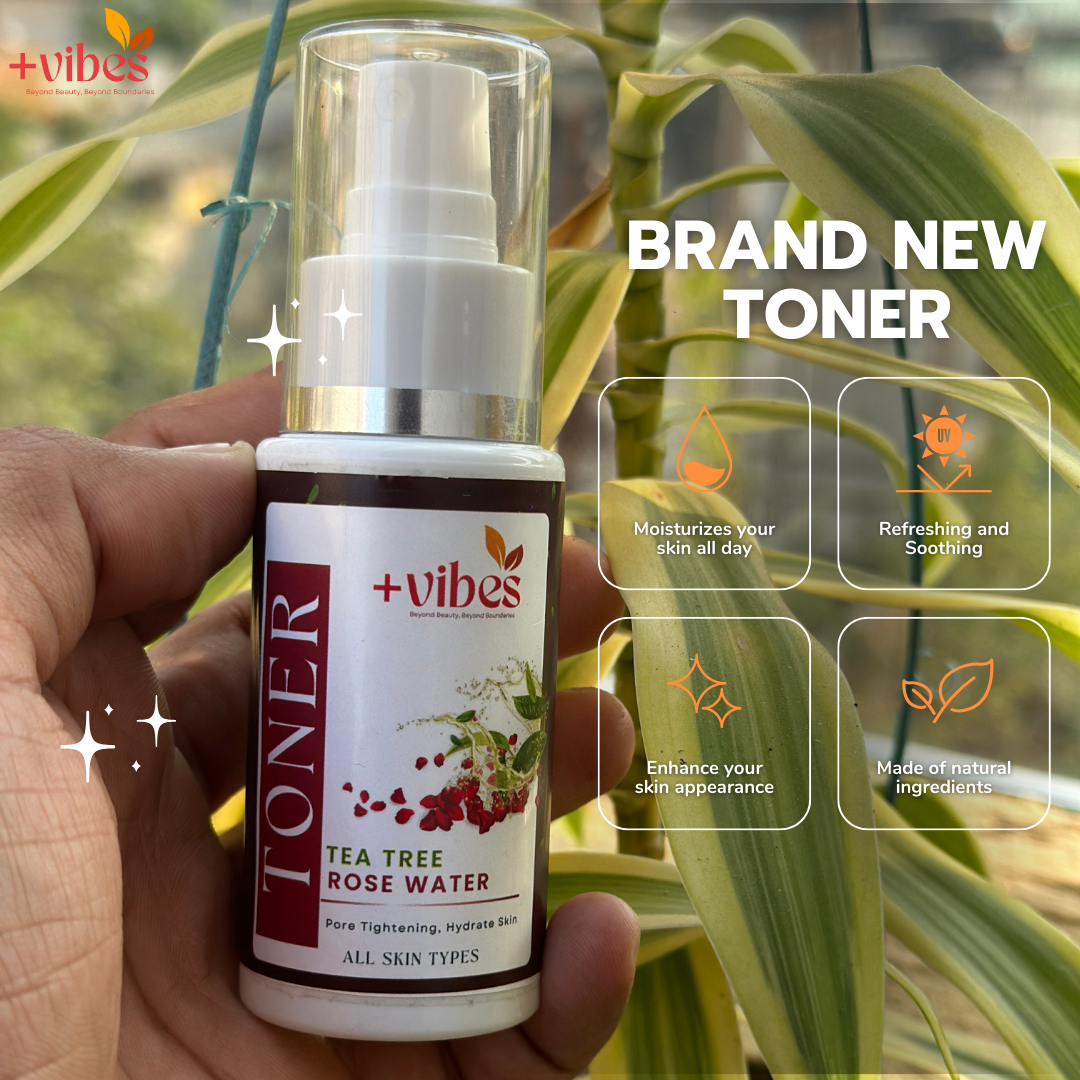 +vibes
Beyond Beauty, Beyond Boundaries
BRAND NEW
TONER
Moisturizes your
skin all day
UV
Refreshing and
Soothing
Enhance your
skin appearance
Made of natural
ingredients
TONER
+vibes
Beyond Beauty, Beyond Boundaries
TEA TREE
ROSE WATER
Pore Tightening, Hydrate Skin
ALL SKIN TYPES